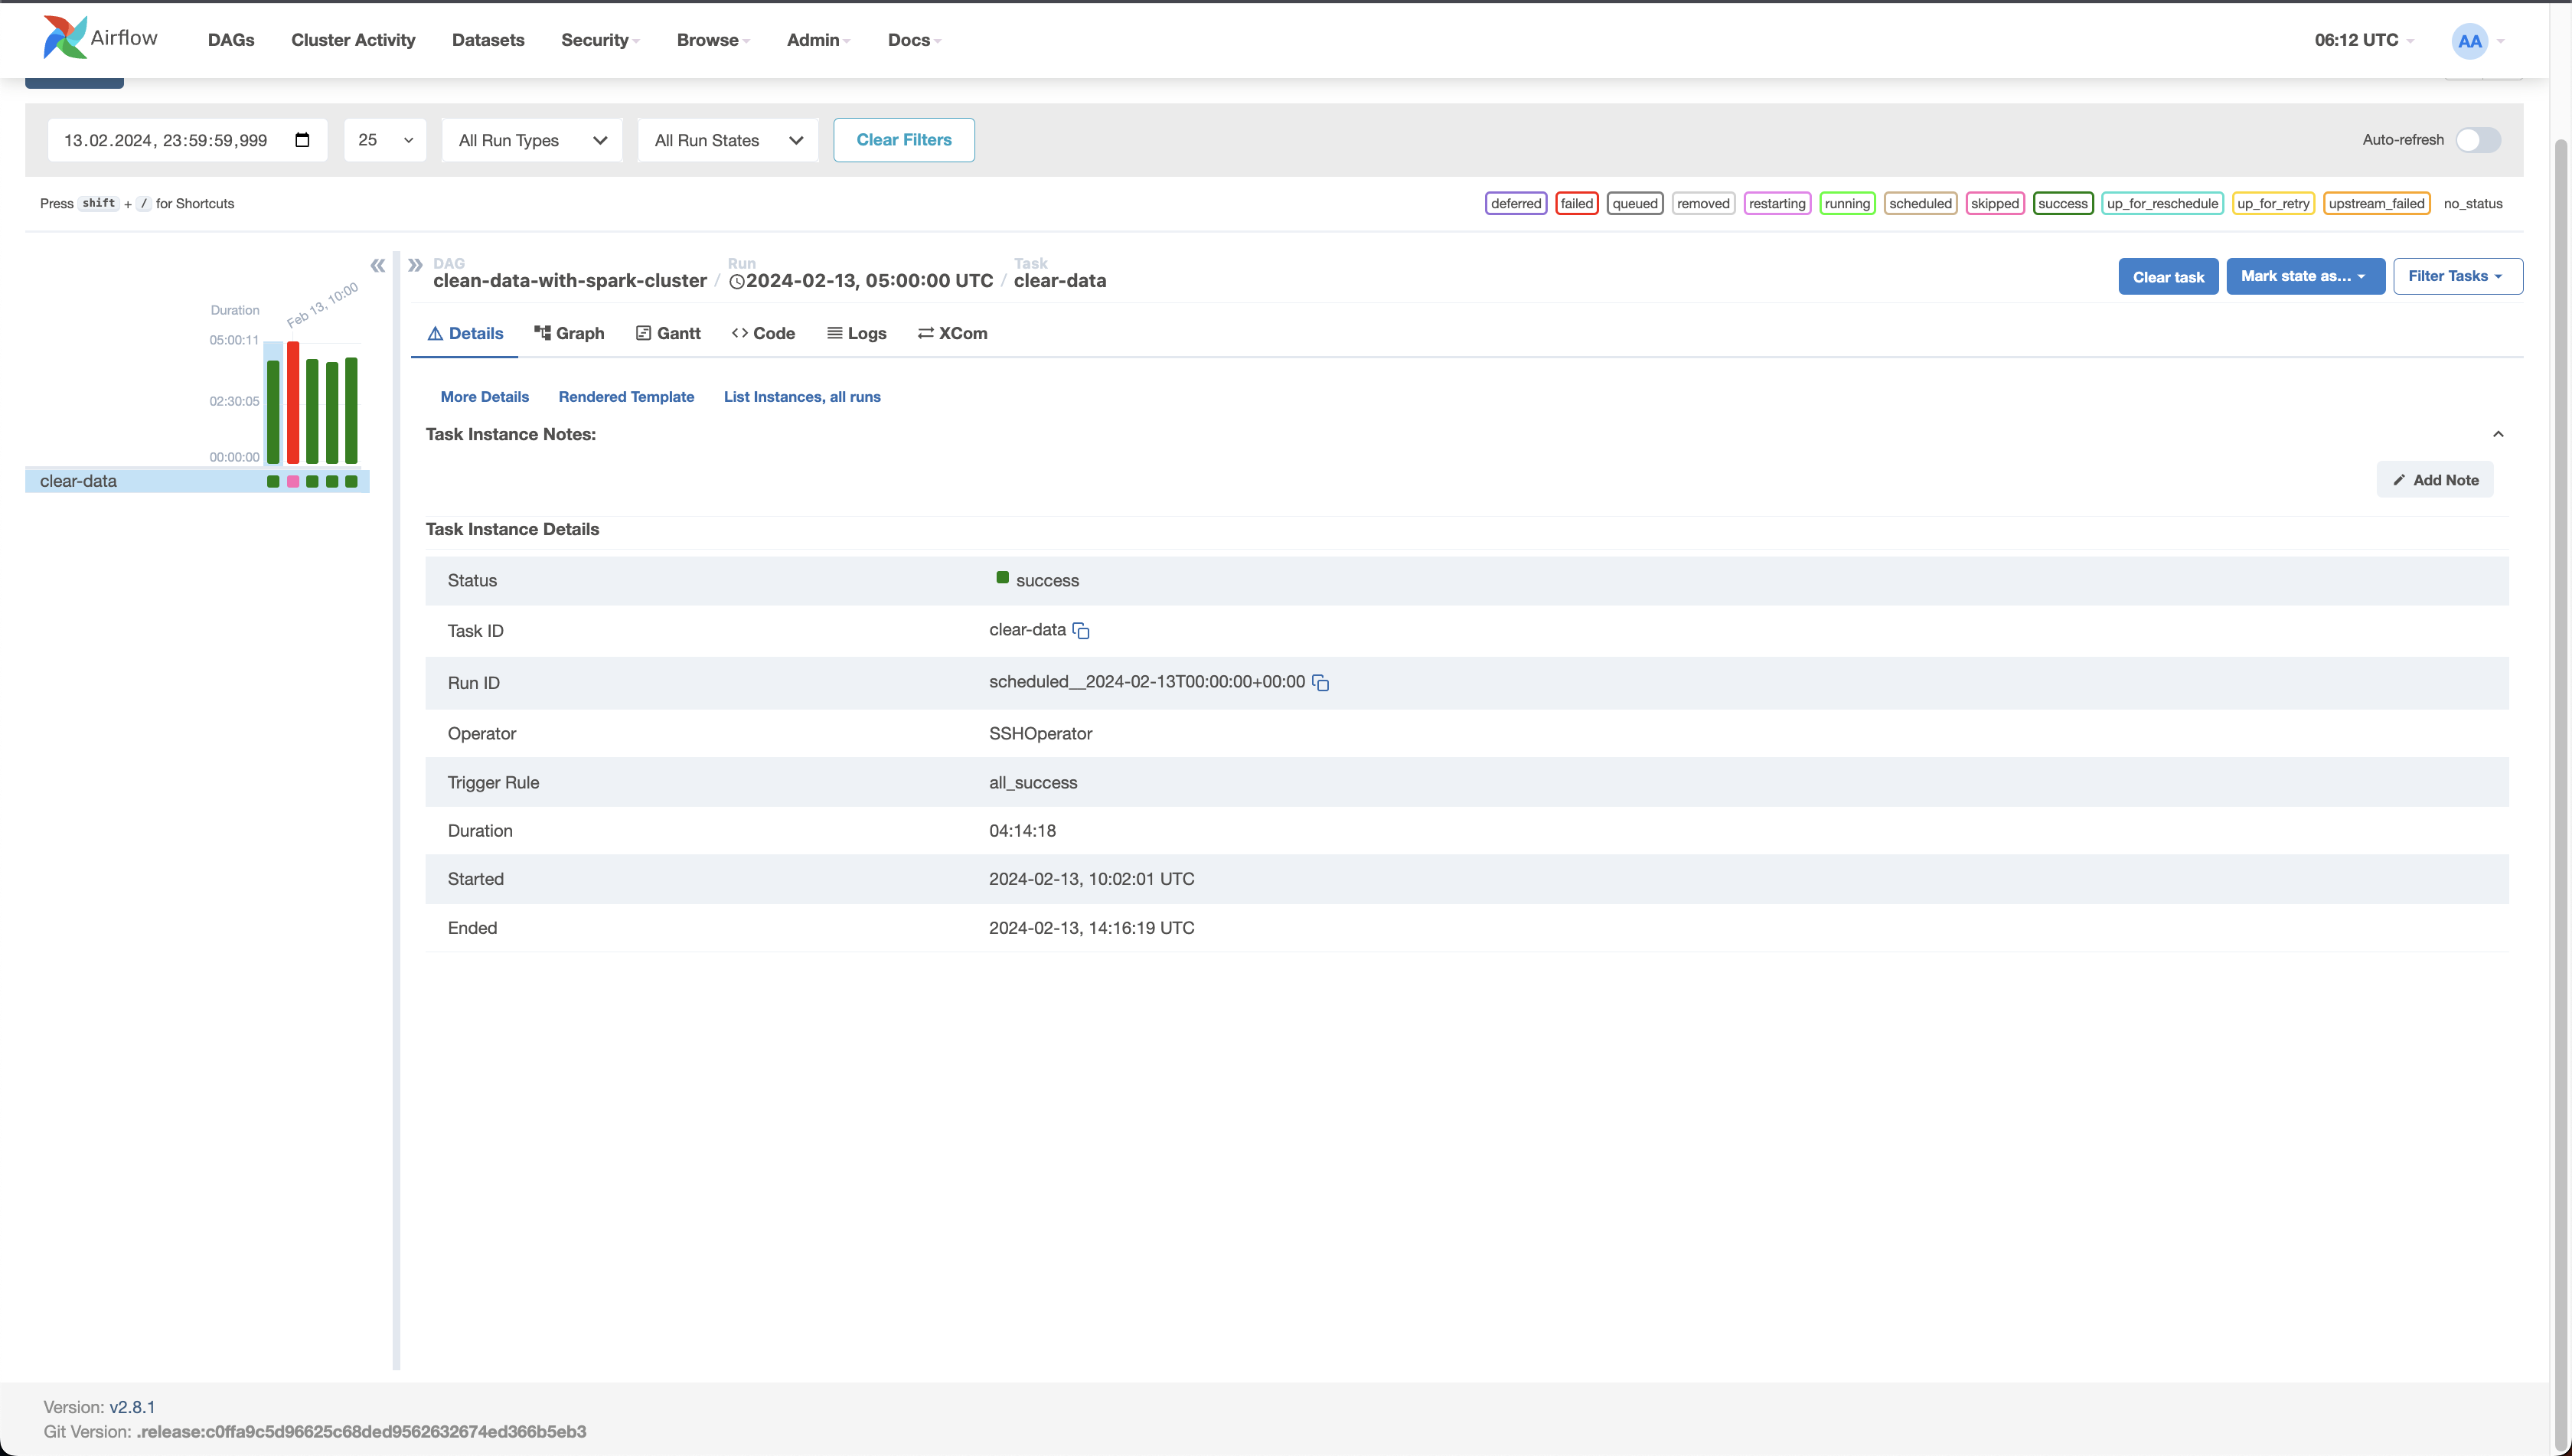 Airflow
DAGs
Cluster Activity
Datasets
Security
Browse
Admin
Docs
06:12 UTC
AA
13.02.2024, 23:59:59,999
25
All Run Types
All Run States
Clear Filters
Auto-refresh
Press shift + / for Shortcuts
deferred
failed
queued
removed
restarting
running
scheduled
skipped
success
up_for_reschedule
up_for_retry
upstream_failed
no_status
Duration
Feb 13, 10:00
05:00:11
02:30:05
00:00:00
clear-data
DAG
clean-data-with-spark-cluster
/
Run
2024-02-13, 05:00:00 UTC
/
Task
clear-data
Clear task
Mark state as...
Filter Tasks
Details
Graph
Gantt
Code
Logs
XCom
More Details
Rendered Template
List Instances, all runs
Task Instance Notes:
Add Note
Task Instance Details
Status success
Task ID clear-data
Run ID scheduled__2024-02-13T00:00:00+00:00
Operator SSHOperator
Trigger Rule all_success
Duration 04:14:18
Started 2024-02-13, 10:02:01 UTC
Ended 2024-02-13, 14:16:19 UTC
Version: v2.8.1
Git Version: .release:c0ffa9c5d96625c68ded9562632674ed366b5eb3